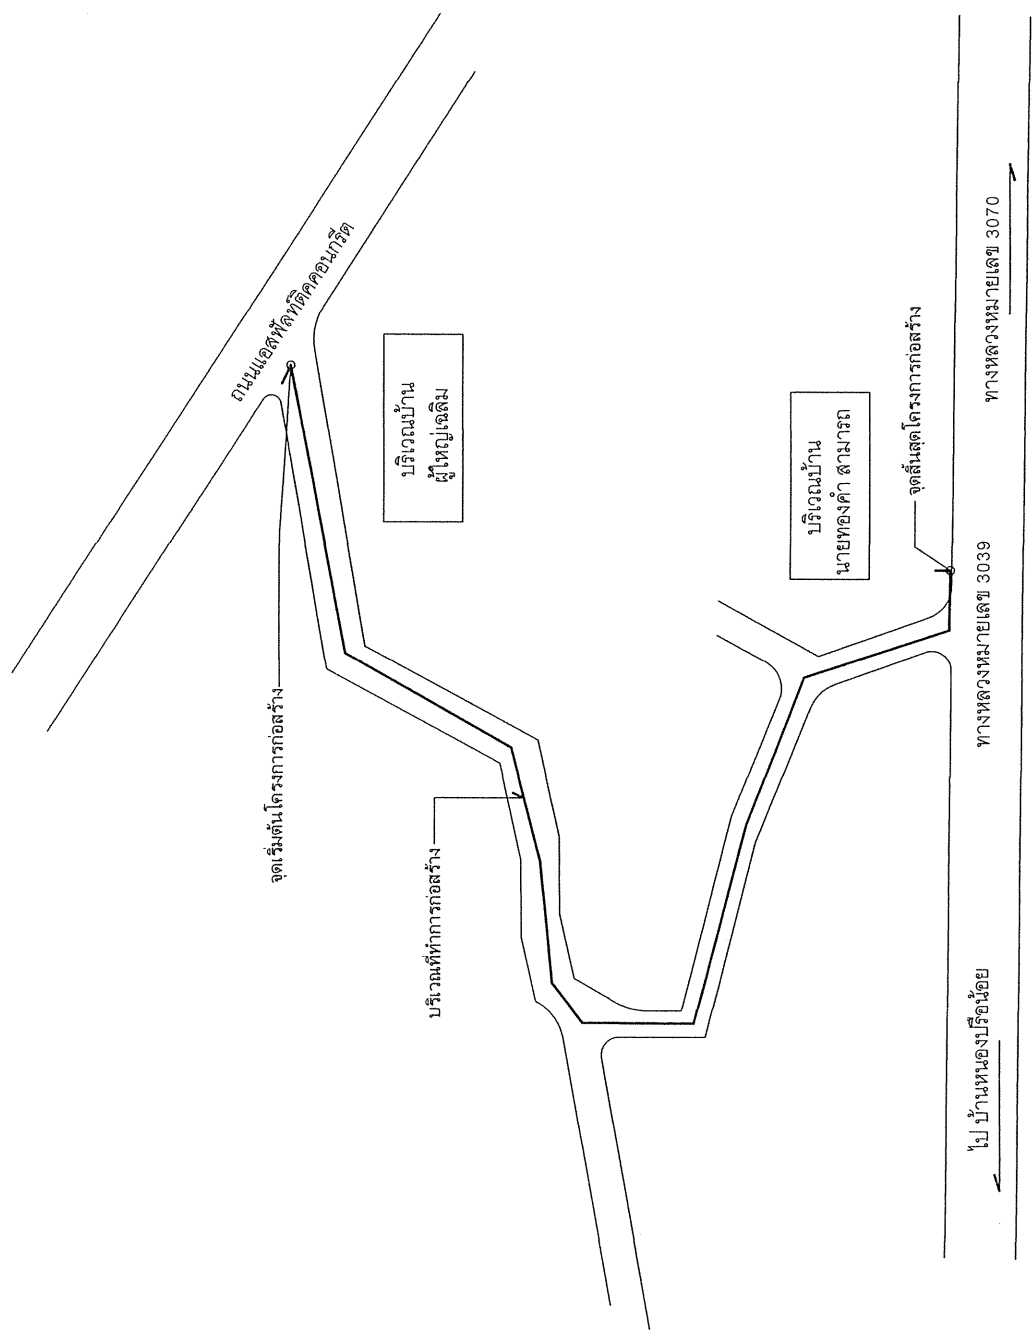 ถนนแอสฟัลท์ติคคอนกรีต
จุดเริ่มต้นโครงการก่อสร้าง
บริเวณบ้าน
ผู้ใหญ่เฉลิม
บริเวณที่ทำการก่อสร้าง
บริเวณบ้าน
นายทองคำ สามารถ
จุดสิ้นสุดโครงการก่อสร้าง
ไป บ้านหนองปรือน้อย
ทางหลวงหมายเลข 3039
ทางหลวงหมายเลข 3070